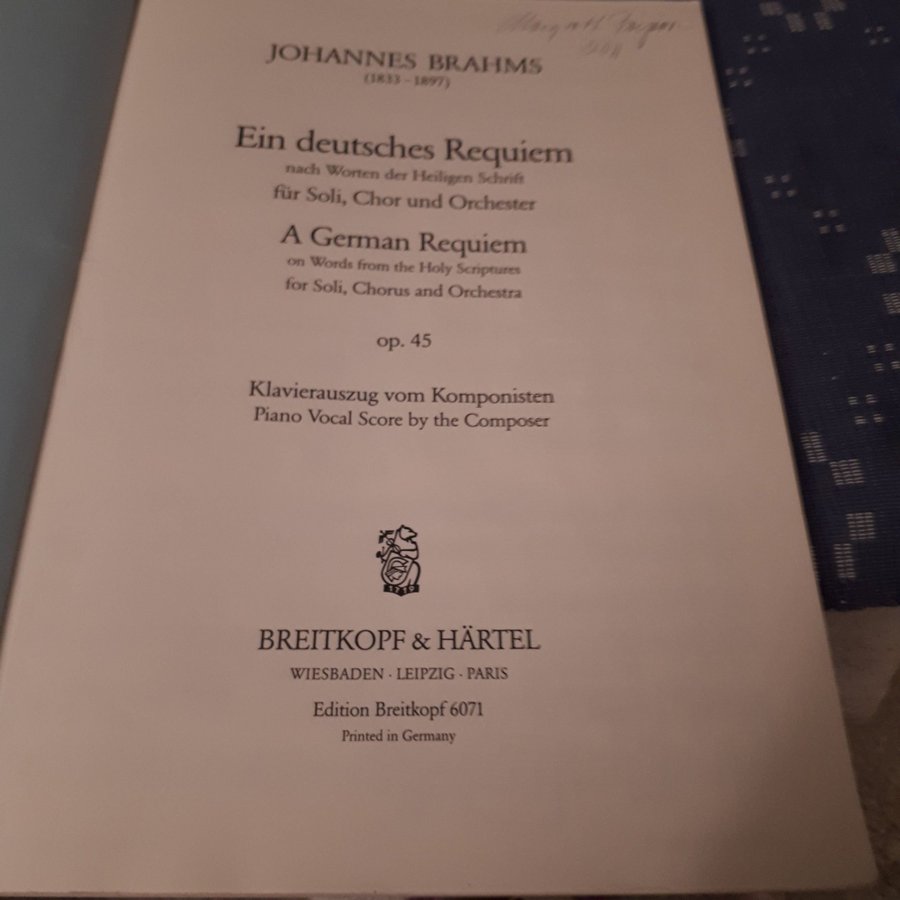 JOHANNES BRAHMS
(1833 - 1897)
Ein deutsches Requiem
nach Worten der Heiligen Schrift
für Soli, Chor und Orchester
A German Requiem
on Words from the Holy Scriptures
for Soli, Chorus and Orchestra
op. 45
Klavierauszug vom Komponisten
Piano Vocal Score by the Composer
1719
BREITKOPF & HÄRTEL
WIESBADEN · LEIPZIG · PARIS
Edition Breitkopf 6071
Printed in Germany